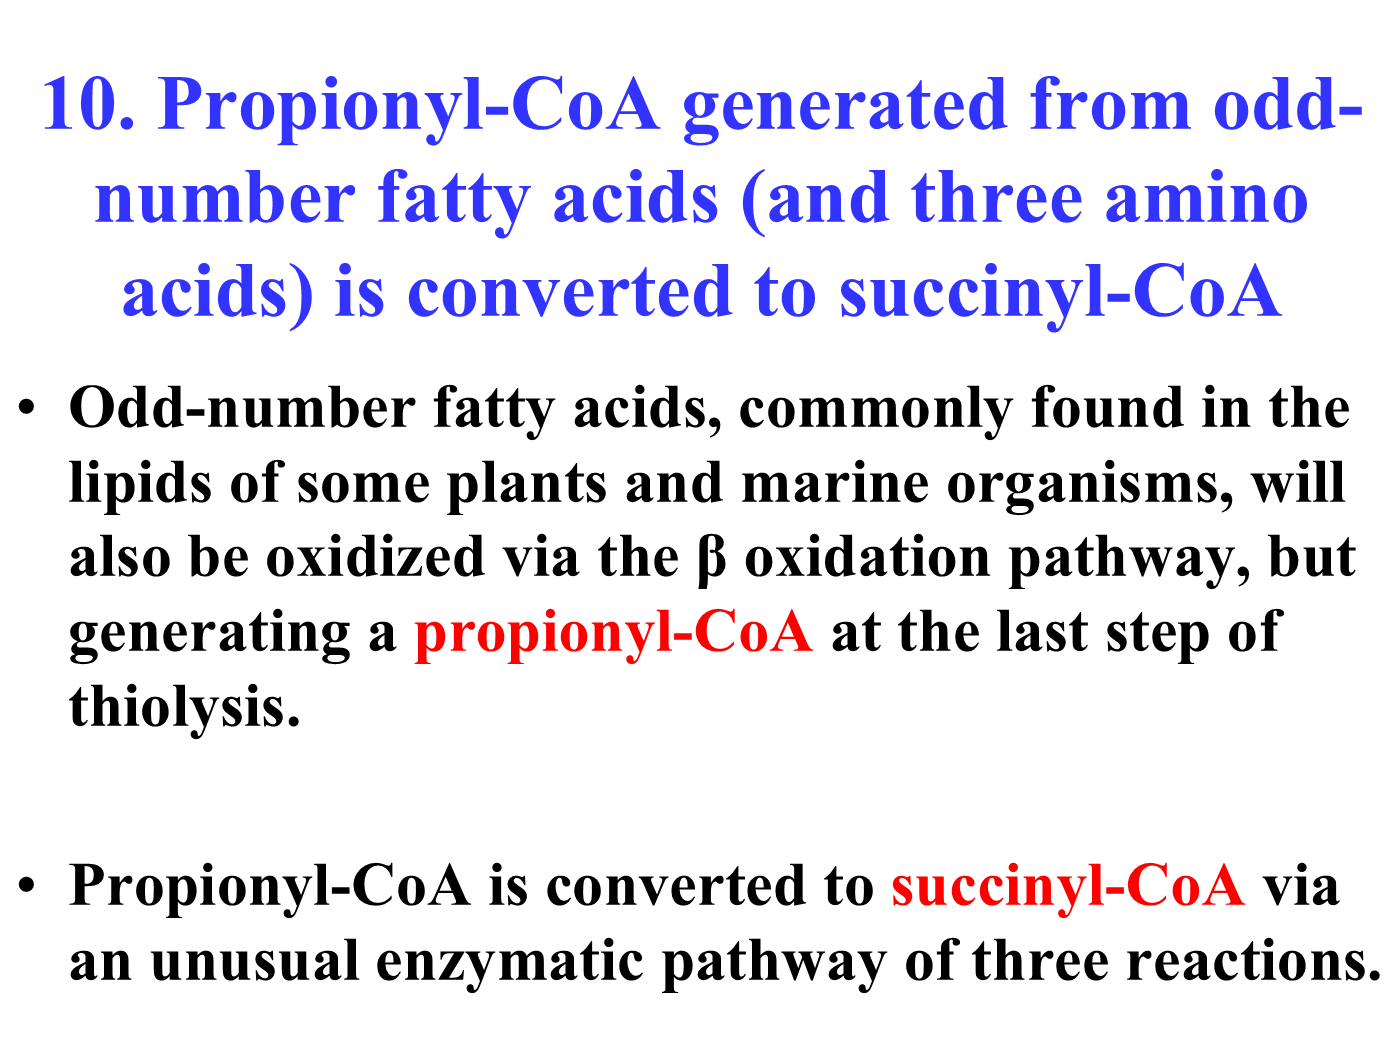 10. Propionyl-CoA generated from odd-
number fatty acids (and three amino
acids) is converted to succinyl-CoA
• Odd-number fatty acids, commonly found in the
lipids of some plants and marine organisms, will
also be oxidized via the β oxidation pathway, but
generating a propionyl-CoA at the last step of
thiolysis.
• Propionyl-CoA is converted to succinyl-CoA via
an unusual enzymatic pathway of three reactions.